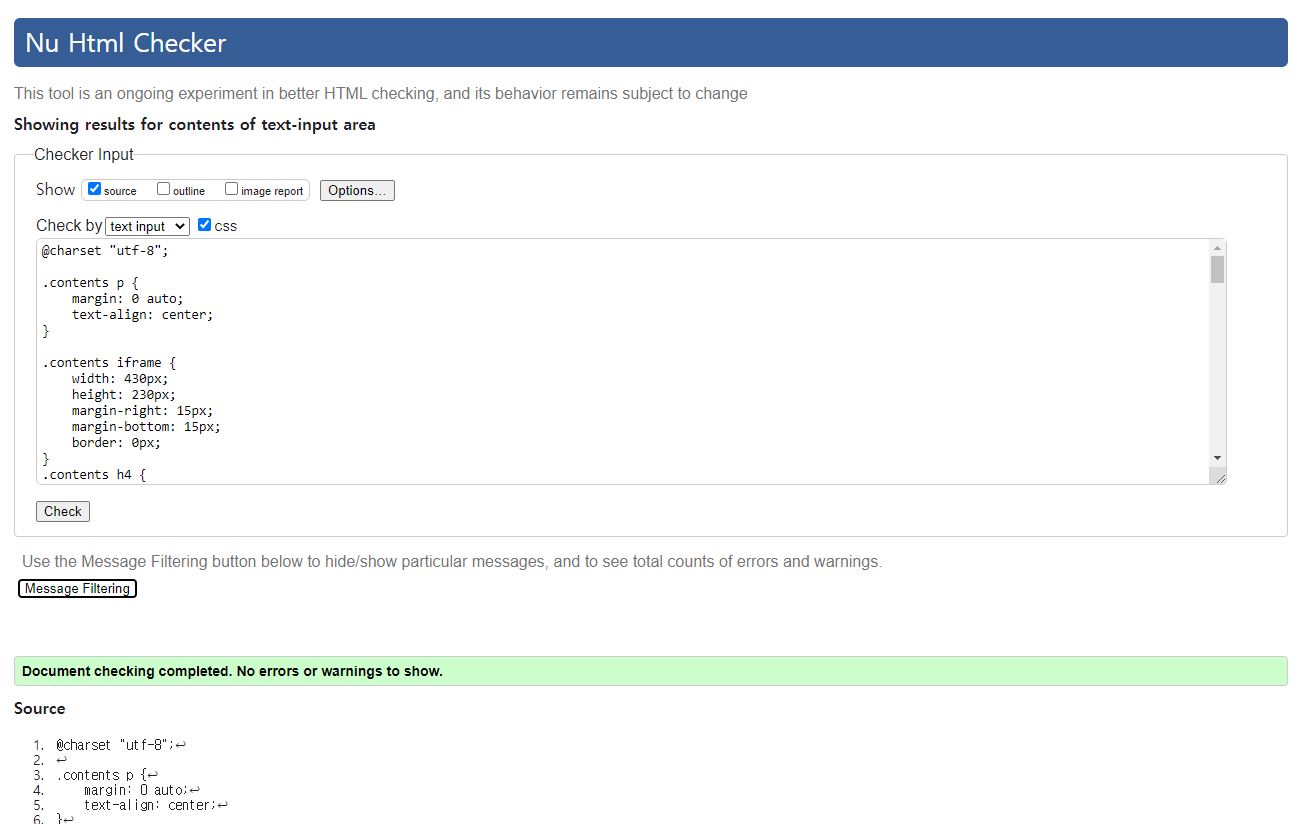 Nu Html Checker
This tool is an ongoing experiment in better HTML checking, and its behavior remains subject to change
Showing results for contents of text-input area
Checker Input
Show source outline image report Options...
Check by text input css
@charset "utf-8";
.contents p {
margin: 0 auto;
text-align: center;
}
.contents iframe {
width: 430px;
height: 230px;
margin-right: 15px;
margin-bottom: 15px;
border: 0px;
}
.contents h4 {
Check
Use the Message Filtering button below to hide/show particular messages, and to see total counts of errors and warnings.
Message Filtering
Document checking completed. No errors or warnings to show.
Source
1. @charset "utf-8";↩
2. ↩
3. .contents p {↩
4. margin: 0 auto;↩
5. text-align: center;↩
6. }↩